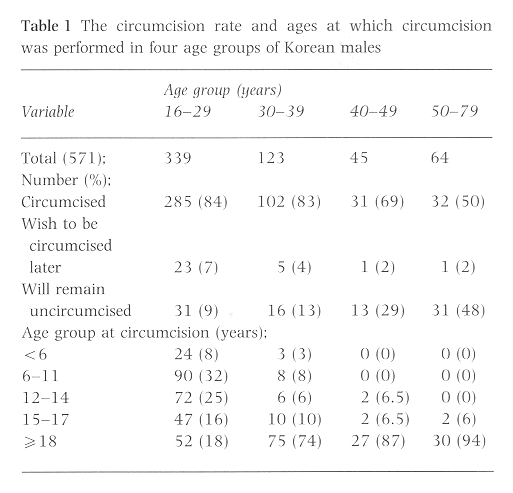 Table 1 The circumcision rate and ages at which circumcision
was performed in four age groups of Korean males
Age group (years)
Variable 16–29 30–39 40–49 50–79
Total (571): 339 123 45 64
Number (%):
Circumcised 285 (84) 102 (83) 31 (69) 32 (50)
Wish to be
circumcised
later 23 (7) 5 (4) 1 (2) 1 (2)
Will remain
uncircumcised 31 (9) 16 (13) 13 (29) 31 (48)
Age group at circumcision (years):
<6 24 (8) 3 (3) 0 (0) 0 (0)
6–11 90 (32) 8 (8) 0 (0) 0 (0)
12–14 72 (25) 6 (6) 2 (6.5) 0 (0)
15–17 47 (16) 10 (10) 2 (6.5) 2 (6)
⩾18 52 (18) 75 (74) 27 (87) 30 (94)